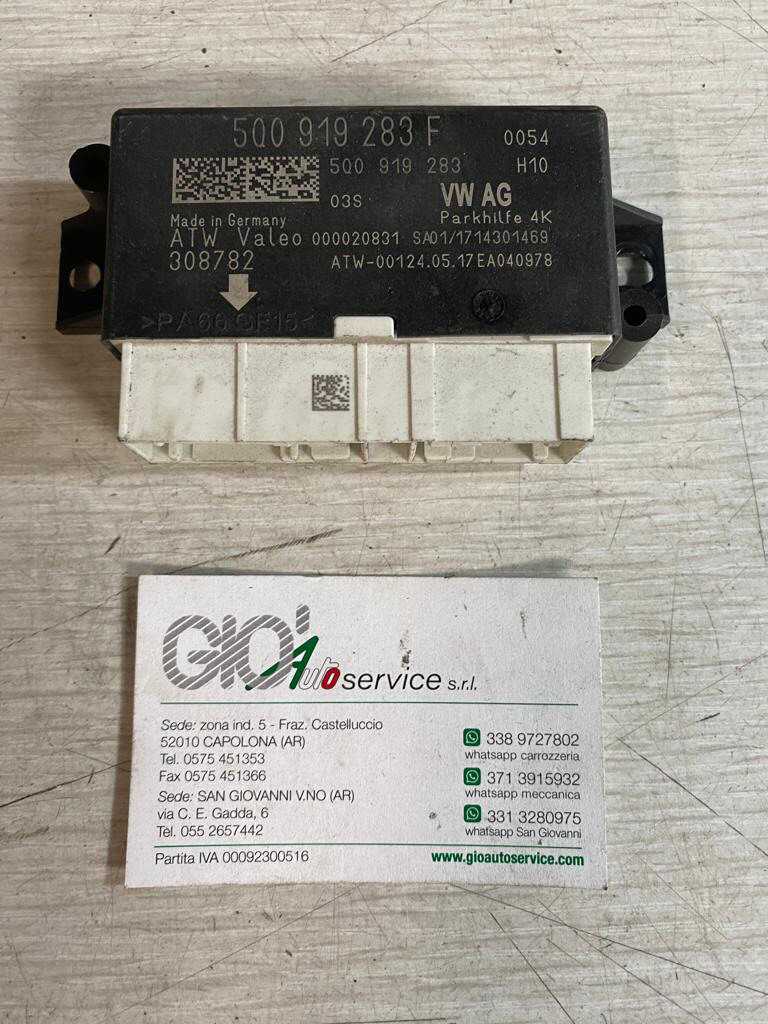 5Q0 919 283 F
0054
5Q0 919 283
H10
03S
VW AG
Made in Germany
Parkhilfe 4K
ATW Valeo 000020831 SA01/1714301469
308782
ATW-00124.05.17EA040978
>PA66 GF15<
GIO' Autoservice s.r.l.
Sede: zona ind. 5 - Fraz. Castelluccio
52010 CAPOLONA (AR)
Tel. 0575 451353
Fax 0575 451366
Sede: SAN GIOVANNI V.NO (AR)
via C. E. Gadda, 6
Tel. 055 2657442
338 9727802
whatsapp carrozzeria
371 3915932
whatsapp meccanica
331 3280975
whatsapp San Giovanni
Partita IVA 00092300516
www.gioautoservice.com